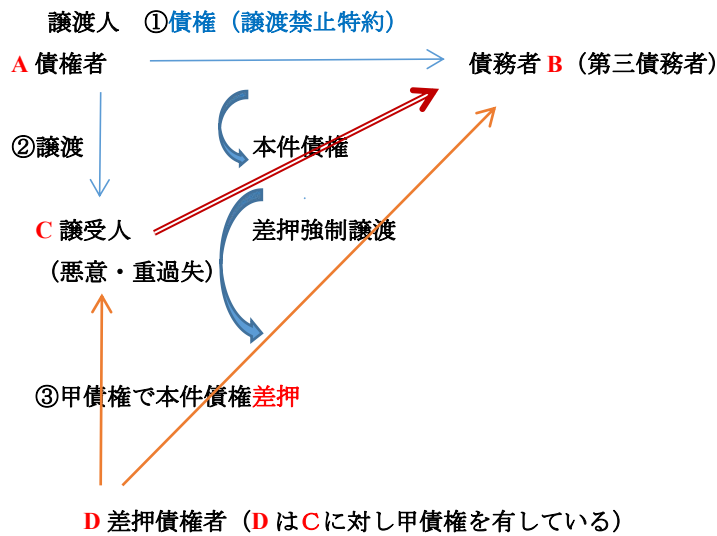 譲渡人 ①債権（譲渡禁止特約）
A 債権者 債務者 B（第三債務者）
②譲渡 本件債権
C 譲受人 差押強制譲渡
（悪意・重過失）
③甲債権で本件債権差押
D 差押債権者（D はＣに対し甲債権を有している）